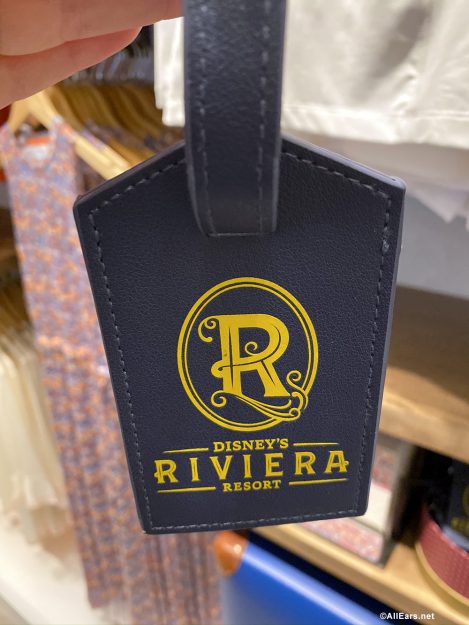 R
DISNEY'S
RIVIERA
RESORT
©AllEars.net